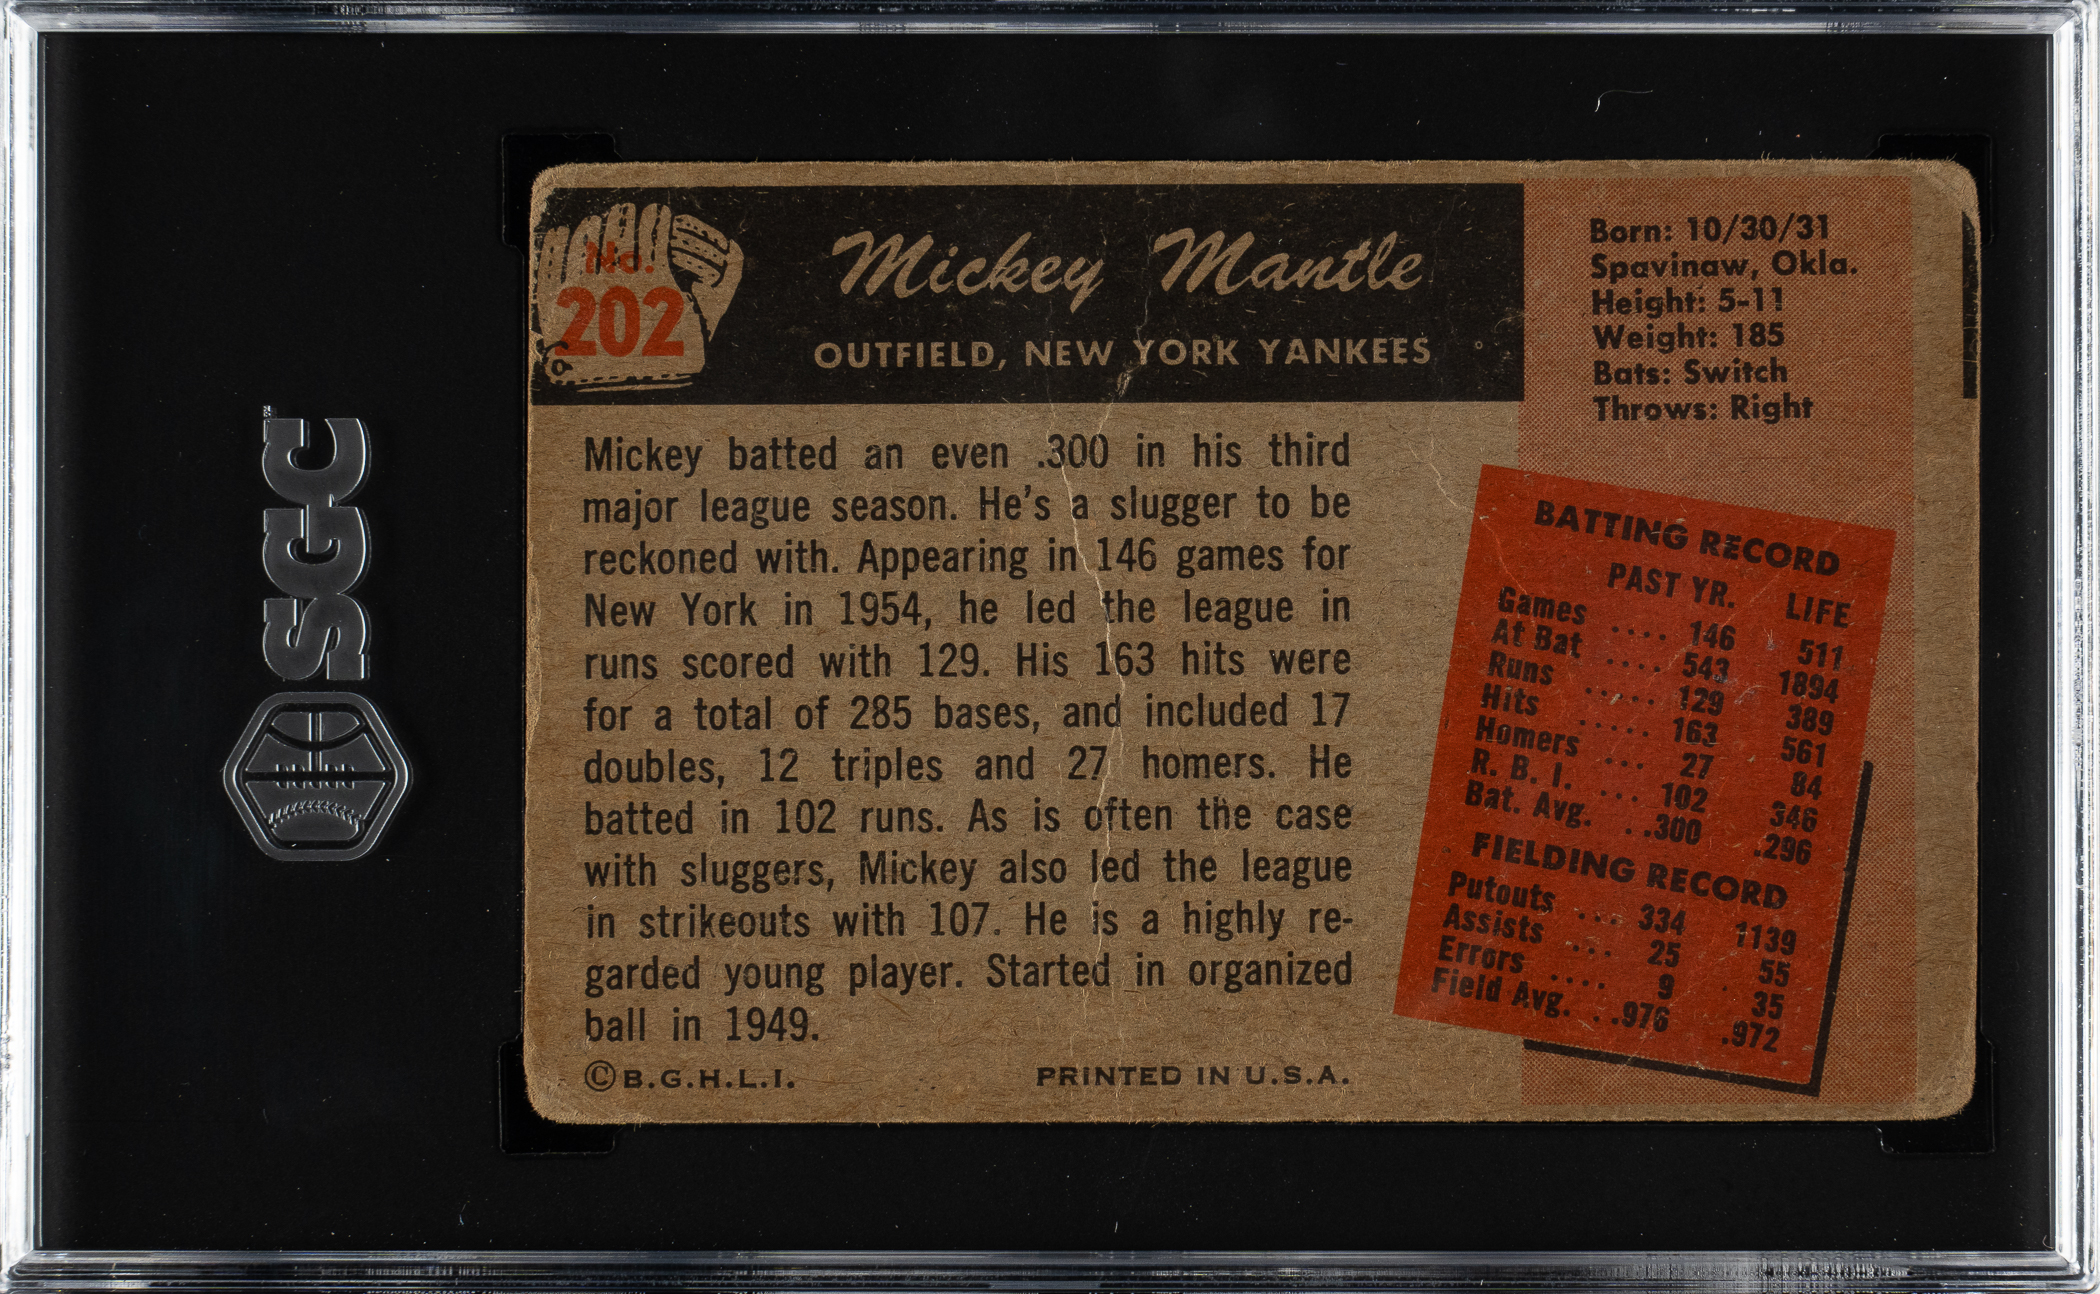 SGC
TM
No.
202
Mickey Mantle
OUTFIELD, NEW YORK YANKEES
Born: 10/30/31
Spavinaw, Okla.
Height: 5-11
Weight: 185
Bats: Switch
Throws: Right
Mickey batted an even .300 in his third
major league season. He's a slugger to be
reckoned with. Appearing in 146 games for
New York in 1954, he led the league in
runs scored with 129. His 163 hits were
for a total of 285 bases, and included 17
doubles, 12 triples and 27 homers. He
batted in 102 runs. As is often the case
with sluggers, Mickey also led the league
in strikeouts with 107. He is a highly re-
garded young player. Started in organized
ball in 1949.
© B.G.H.L.I. PRINTED IN U.S.A.
BATTING RECORD
PAST YR. LIFE
Games .... 146 511
At Bat .... 543 1894
Runs ..... 129 389
Hits .... 163 561
Homers ... 27 84
R. B. I. ... 102 346
Bat. Avg. . .300 .296
FIELDING RECORD
Putouts ... 334 1139
Assists ... 25 55
Errors .... 9 35
Field Avg. . .976 .972